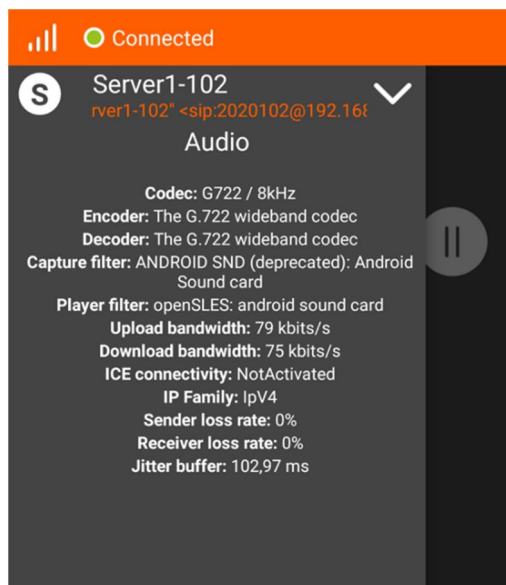 Connected
S
Server1-102
rver1-102" <sip:2020102@192.168
Audio
Codec: G722 / 8kHz
Encoder: The G.722 wideband codec
Decoder: The G.722 wideband codec
Capture filter: ANDROID SND (deprecated): Android
Sound card
Player filter: openSLES: android sound card
Upload bandwidth: 79 kbits/s
Download bandwidth: 75 kbits/s
ICE connectivity: NotActivated
IP Family: IpV4
Sender loss rate: 0%
Receiver loss rate: 0%
Jitter buffer: 102,97 ms